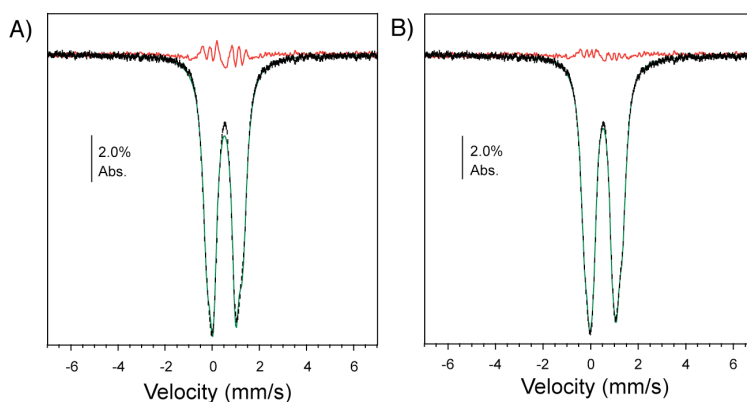 A)
2.0%
Abs.
-6 -4 -2 0 2 4 6
Velocity (mm/s)
B)
2.0%
Abs.
-6 -4 -2 0 2 4 6
Velocity (mm/s)